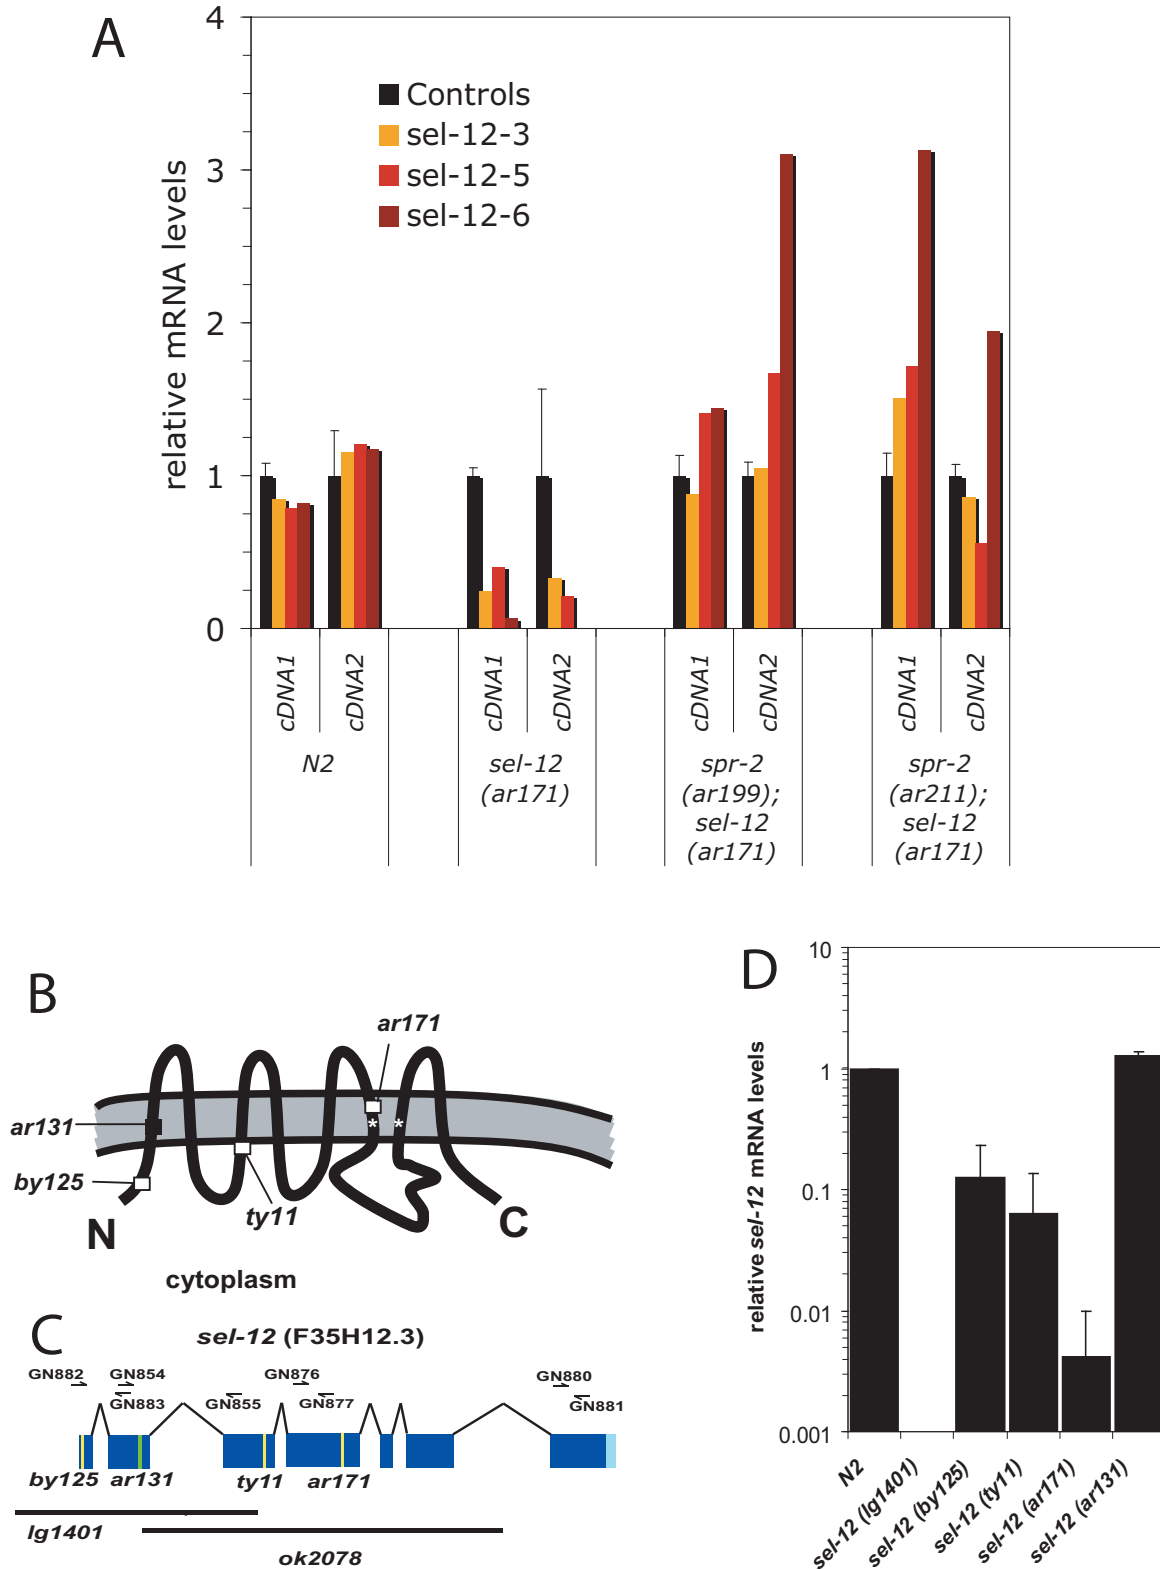 A
4
3
2
1
0
relative mRNA levels
Controls
sel-12-3
sel-12-5
sel-12-6
cDNA1
cDNA2
cDNA1
cDNA2
cDNA1
cDNA2
cDNA1
cDNA2
N2
sel-12
(ar171)
spr-2
(ar199);
sel-12
(ar171)
spr-2
(ar211);
sel-12
(ar171)
B
ar171
ar131
by125
ty11
* *
N
C
cytoplasm
C
sel-12 (F35H12.3)
GN882
GN854
GN883
GN855
GN876
GN877
GN880
GN881
by125
ar131
ty11
ar171
lg1401
ok2078
D
10
1
0.1
0.01
0.001
relative sel-12 mRNA levels
N2
sel-12 (lg1401)
sel-12 (by125)
sel-12 (ty11)
sel-12 (ar171)
sel-12 (ar131)